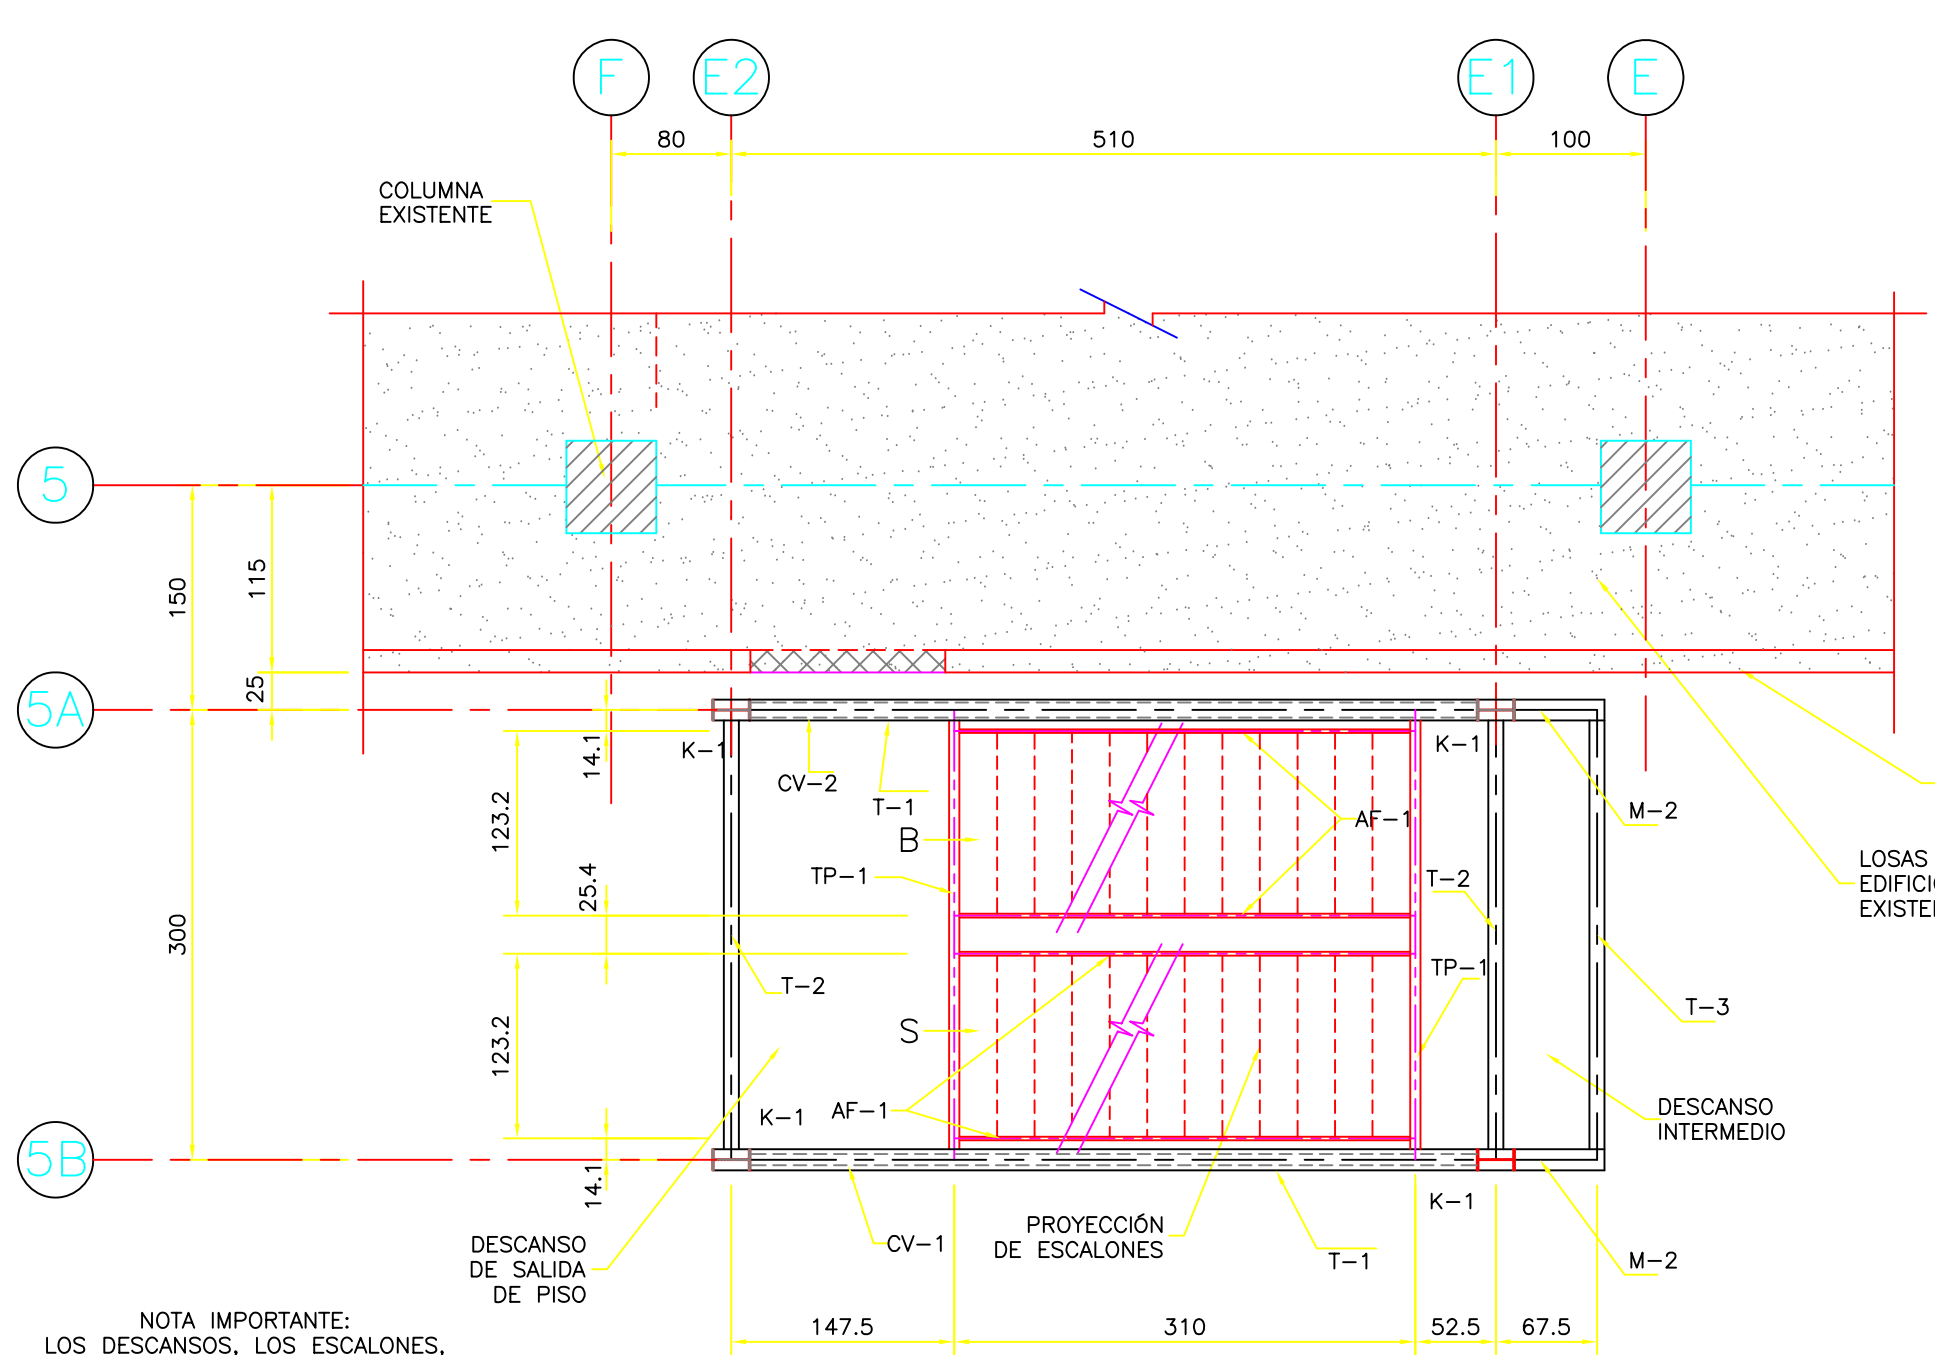 F
E2
E1
E
80
510
100
COLUMNA
EXISTENTE
5
150
115
25
5A
14.1
K-1
CV-2
T-1
K-1
M-2
AF-1
123.2
B
TP-1
T-2
LOSAS
EDIFICI
EXISTE
25.4
300
T-2
TP-1
T-3
S
123.2
K-1
AF-1
DESCANSO
INTERMEDIO
5B
14.1
K-1
PROYECCIÓN
DE ESCALONES
CV-1
T-1
M-2
DESCANSO
DE SALIDA
DE PISO
NOTA IMPORTANTE:
LOS DESCANSOS, LOS ESCALONES,
147.5
310
52.5
67.5